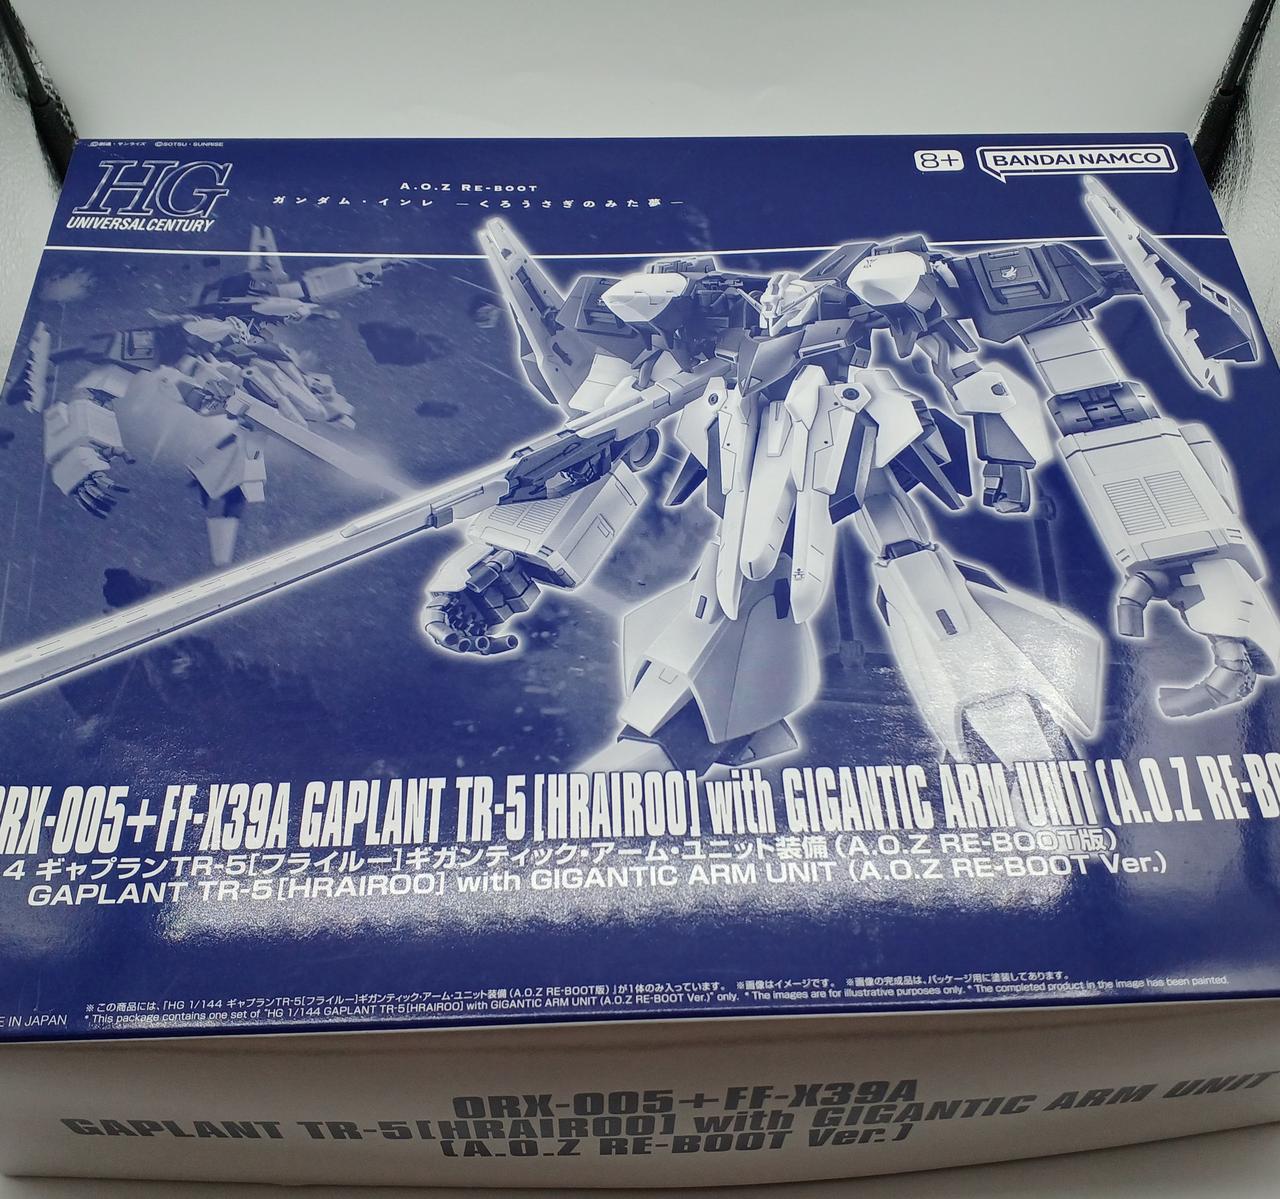 ©創通・サンライズ ©SOTSU・SUNRISE
HG
UNIVERSAL CENTURY
A.O.Z RE-BOOT
ガンダム・インレ ―くろうさぎのみた夢―
8+
BANDAI NAMCO
ORX-005+FF-X39A GAPLANT TR-5[HRAIROO] with GIGANTIC ARM UNIT (A.O.Z RE-BO
4 ギャプランTR-5[フライルー]ギガンティック・アーム・ユニット装備 (A.O.Z RE-BOOT版)
GAPLANT TR-5[HRAIROO] with GIGANTIC ARM UNIT (A.O.Z RE-BOOT Ver.)
※この商品には、「HG 1/144 ギャプランTR-5[フライルー]ギガンティック・アーム・ユニット装備 (A.O.Z RE-BOOT版)」が1体のみ入っています。 ※画像はイメージです。 ※画像の完成品は、パッケージ用に塗装してあります。
* This package contains one set of "HG 1/144 GAPLANT TR-5[HRAIROO] with GIGANTIC ARM UNIT (A.O.Z RE-BOOT Ver.)" only. * The images are for illustrative purposes only. * The completed product in the image has been painted.
E IN JAPAN
ORX-005+FF-X39A
GAPLANT TR-5[HRAIROO] with GIGANTIC ARM UNIT
(A.O.Z RE-BOOT Ver.)